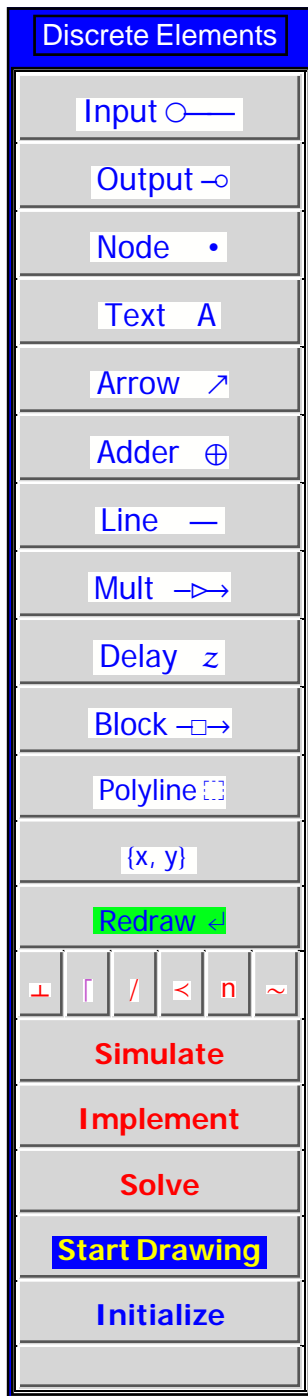 Discrete Elements
Input ○──
Output ─○
Node •
Text A
Arrow ↗
Adder ⊕
Line —
Mult ─▷→
Delay z
Block ─□→
Polyline ⬚
{x, y}
Redraw ↲
⊥ ⌈ / ≺ n ~
Simulate
Implement
Solve
Start Drawing
Initialize